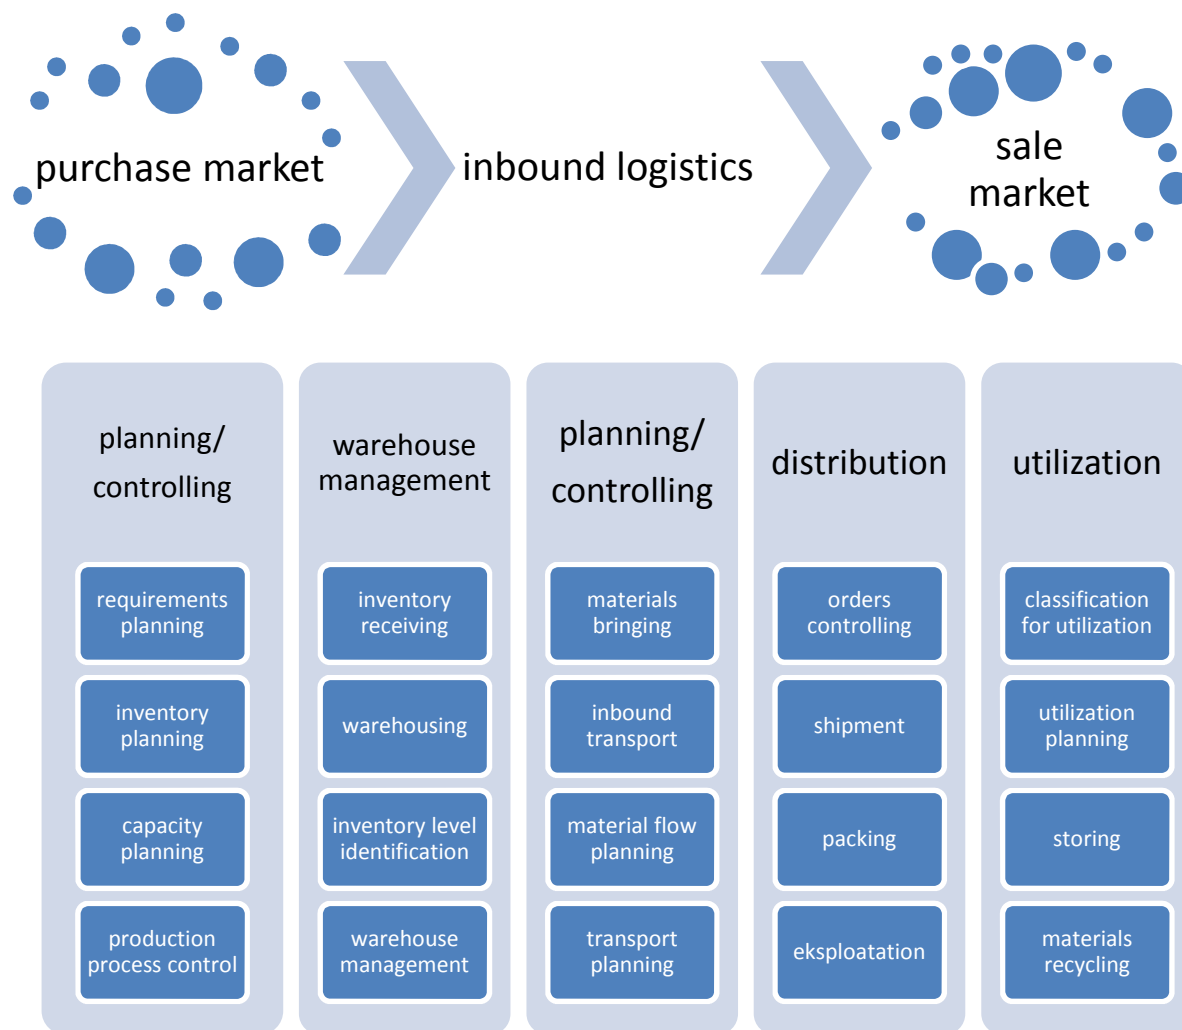 purchase market
inbound logistics
sale
market
planning/
controlling
requirements
planning
inventory
planning
capacity
planning
production
process control
warehouse
management
inventory
receiving
warehousing
inventory level
identification
warehouse
management
planning/
controlling
materials
bringing
inbound
transport
material flow
planning
transport
planning
distribution
orders
controlling
shipment
packing
eksploatation
utilization
classification
for utilization
utilization
planning
storing
materials
recycling